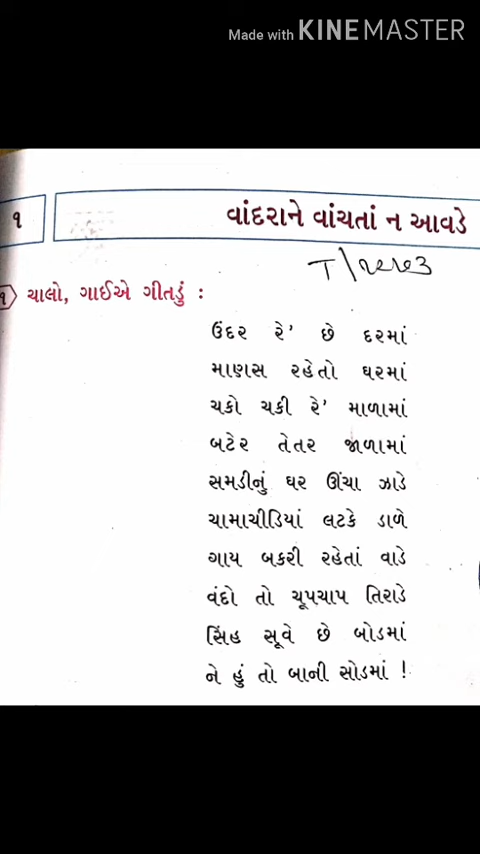 Made with KINEMASTER
૧
વાંદરાને વાંચતાં ન આવડે
૧ ચાલો, ગાઈએ ગીતડું :
ઉંદર રે' છે દરમાં
માણસ રહેતો ઘરમાં
ચકો ચકી રે' માળામાં
બટેર તેતર જાળામાં
સમડીનું ઘર ઊંચા ઝાડે
ચામાચીડિયાં લટકે ડાળે
ગાય બકરી રહેતાં વાડે
વંદો તો ચૂપચાપ તિરાડે
સિંહ સૂવે છે બોડમાં
ને હું તો બાની સોડમાં !